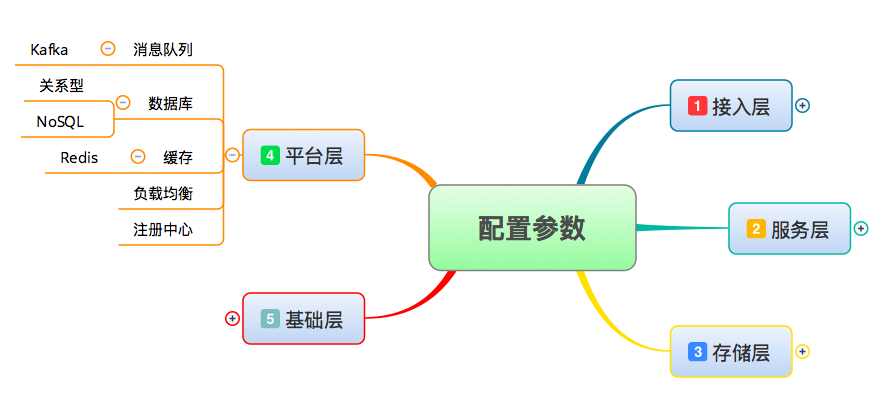 配置参数
1 接入层
2 服务层
3 存储层
4 平台层
消息队列
Kafka
数据库
关系型
NoSQL
缓存
Redis
负载均衡
注册中心
5 基础层